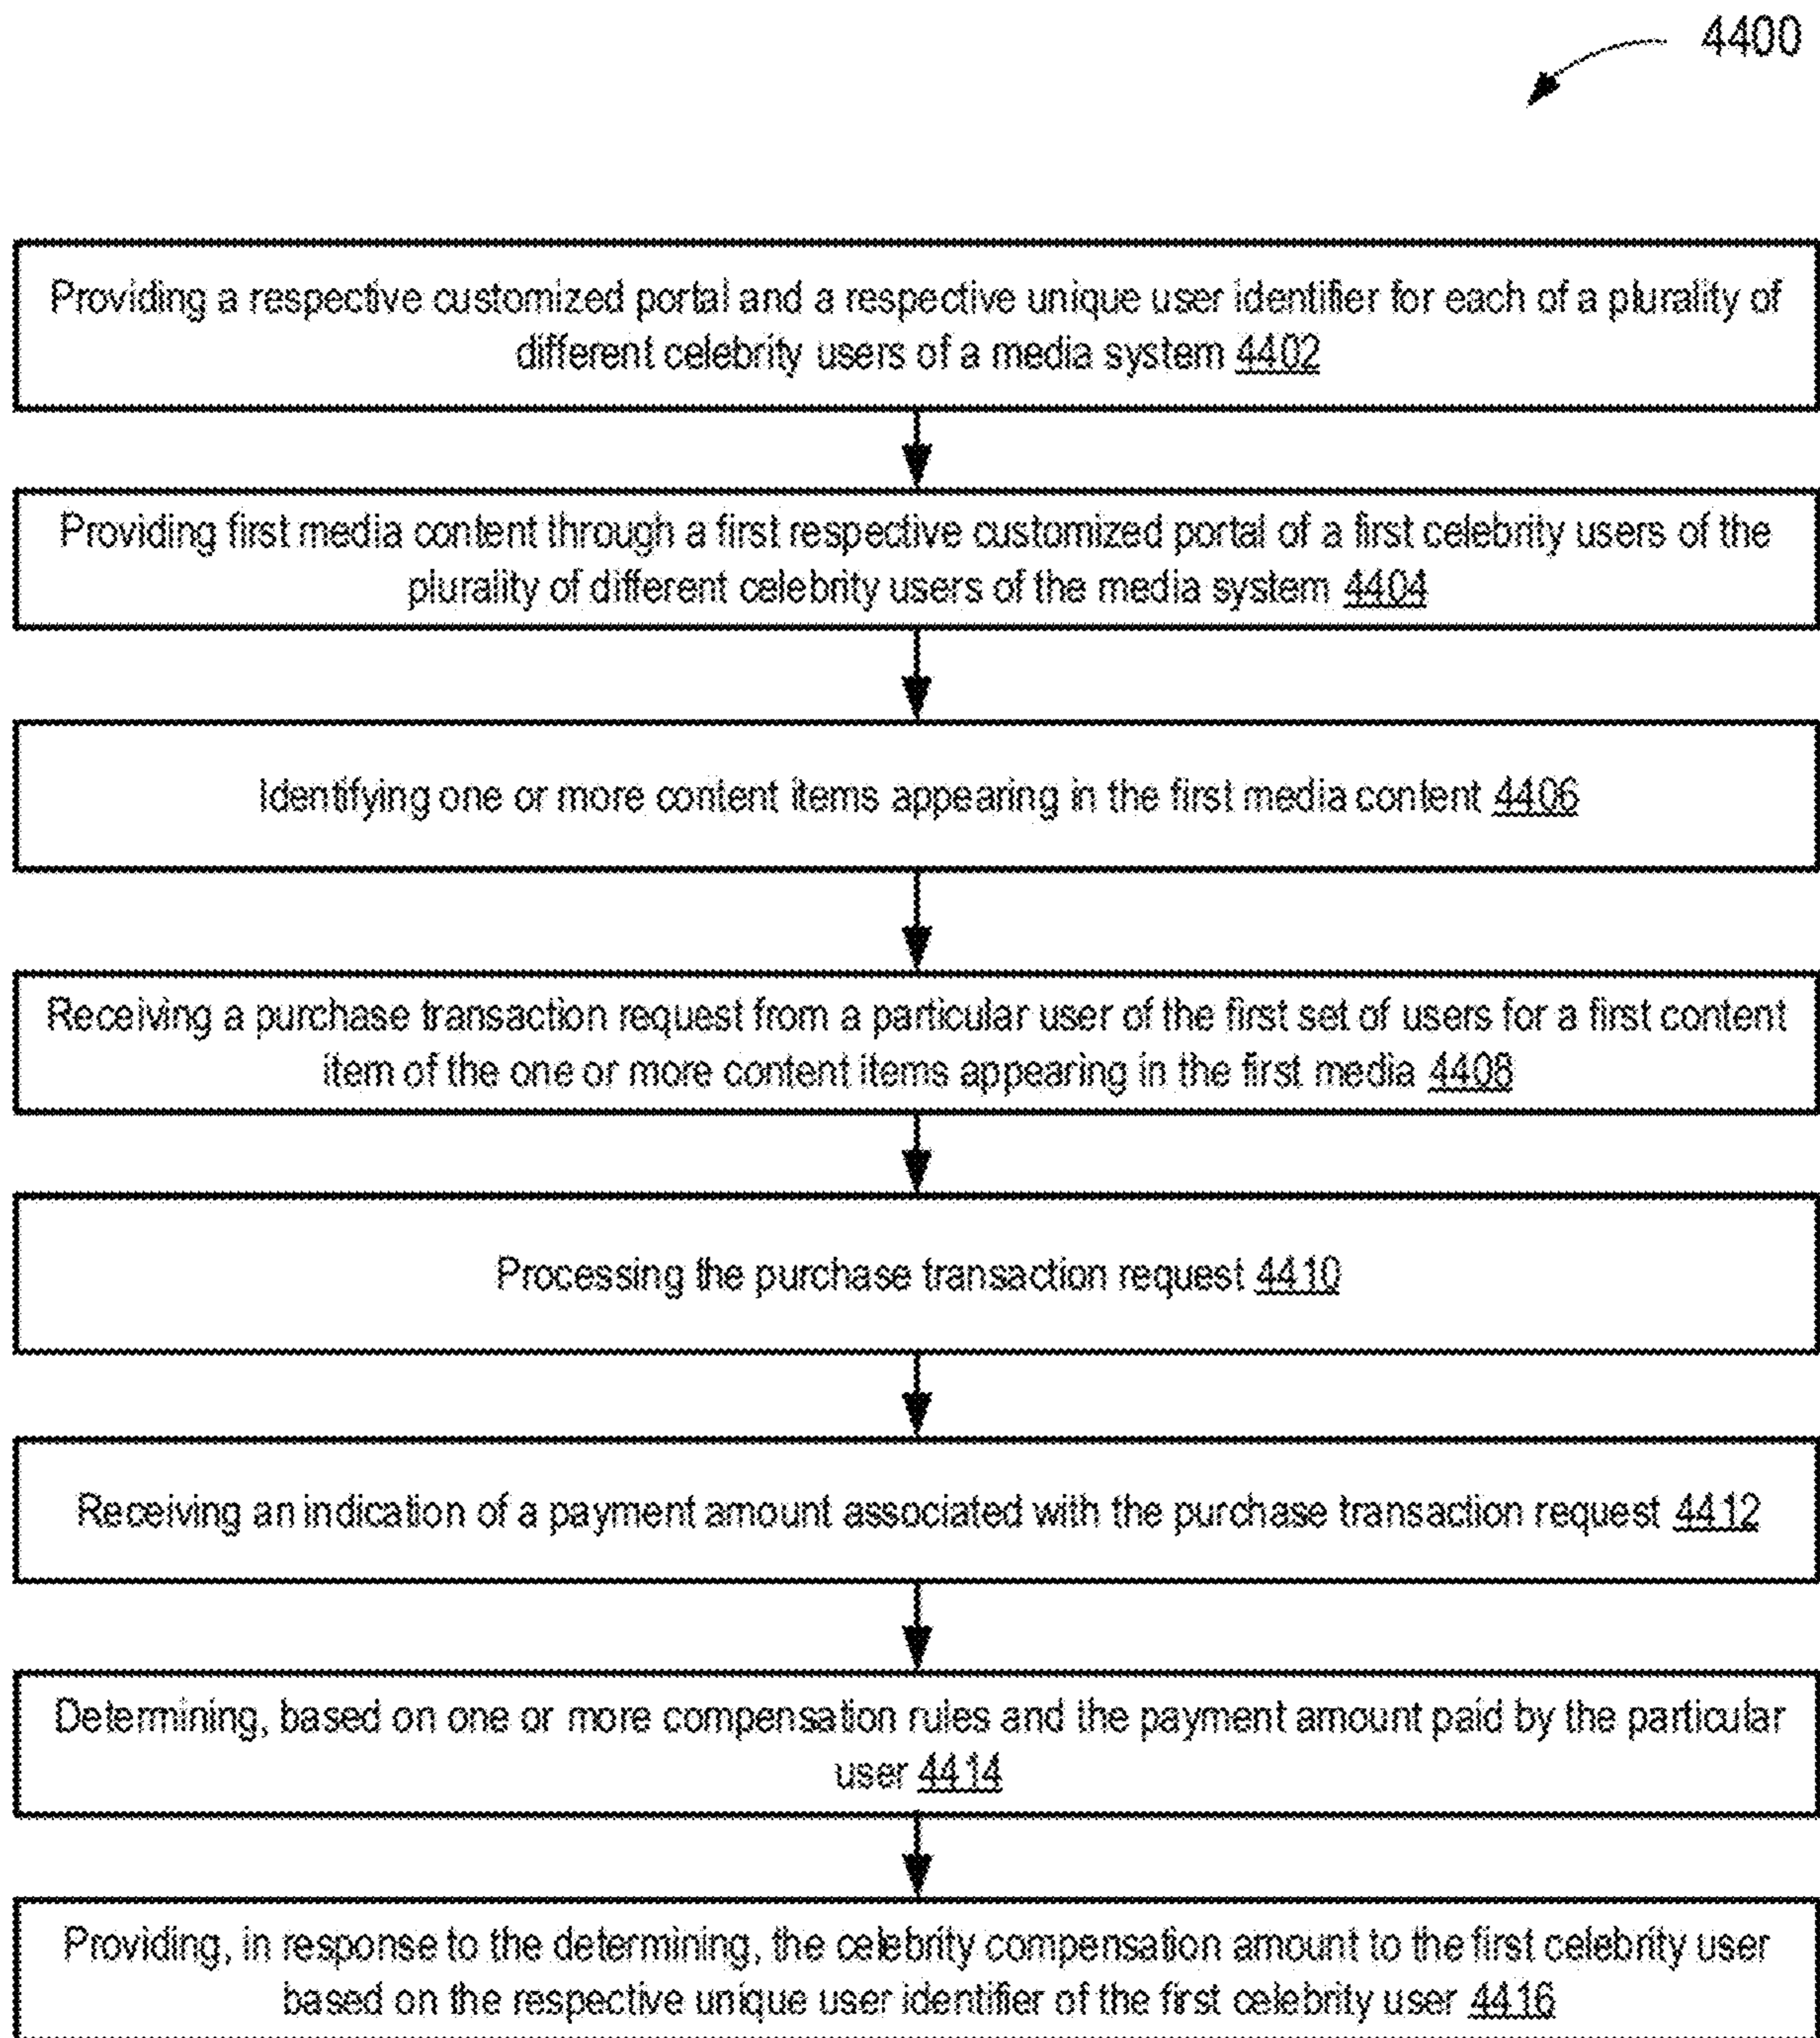 4400
Providing a respective customized portal and a respective unique user identifier for each of a plurality of
different celebrity users of a media system 4402
Providing first media content through a first respective customized portal of a first celebrity users of the
plurality of different celebrity users of the media system 4404
Identifying one or more content items appearing in the first media content 4406
Receiving a purchase transaction request from a particular user of the first set of users for a first content
item of the one or more content items appearing in the first media 4408
Processing the purchase transaction request 4410
Receiving an indication of a payment amount associated with the purchase transaction request 4412
Determining, based on one or more compensation rules and the payment amount paid by the particular
user 4414
Providing, in response to the determining, the celebrity compensation amount to the first celebrity user
based on the respective unique user identifier of the first celebrity user 4416